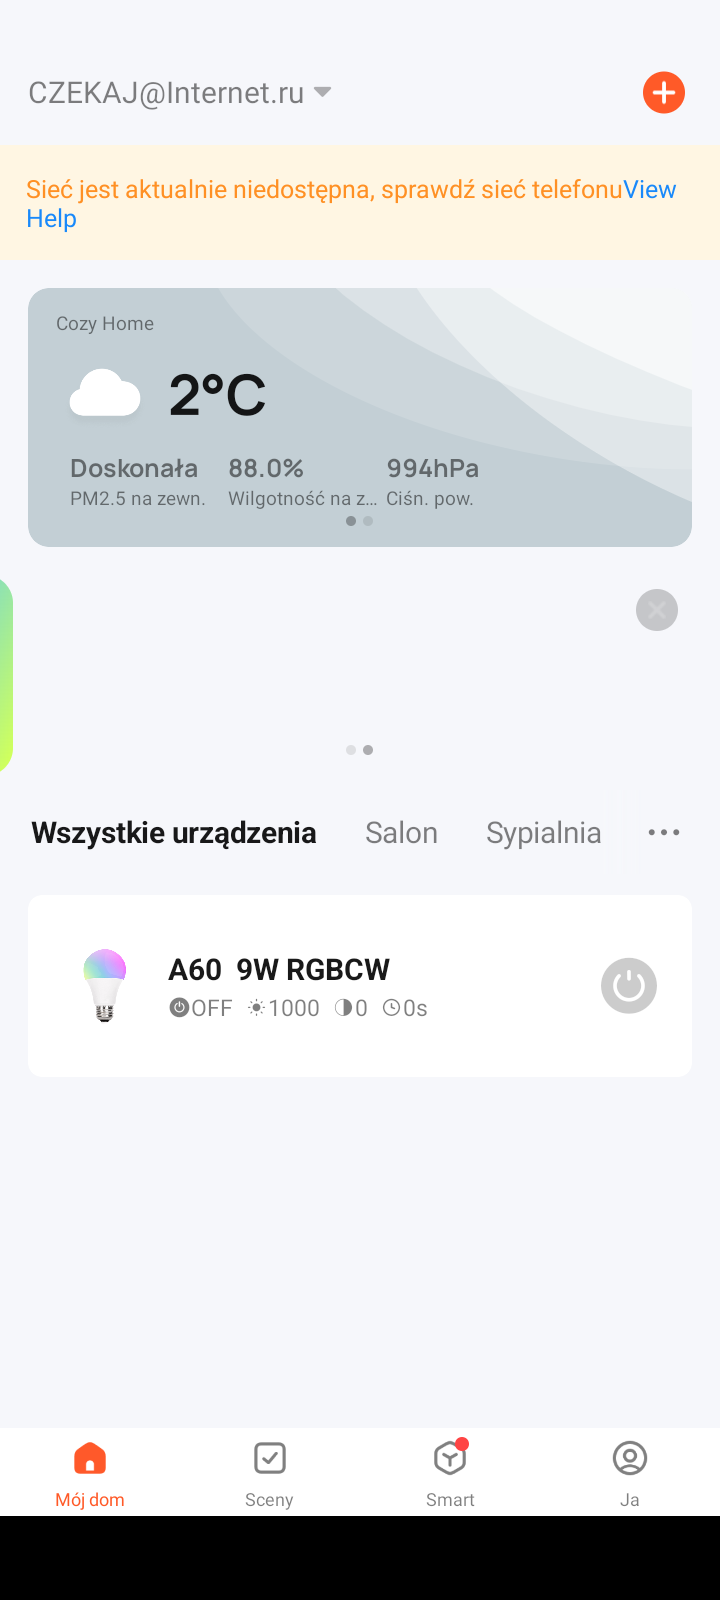 CZEKAJ@Internet.ru
Sieć jest aktualnie niedostępna, sprawdź sieć telefonuView
Help
Cozy Home
2°C
Doskonała 88.0% 994hPa
PM2.5 na zewn. Wilgotność na z... Ciśn. pow.
Wszystkie urządzenia Salon Sypialnia
A60 9W RGBCW
OFF 1000 0 0s
Mój dom Sceny Smart Ja